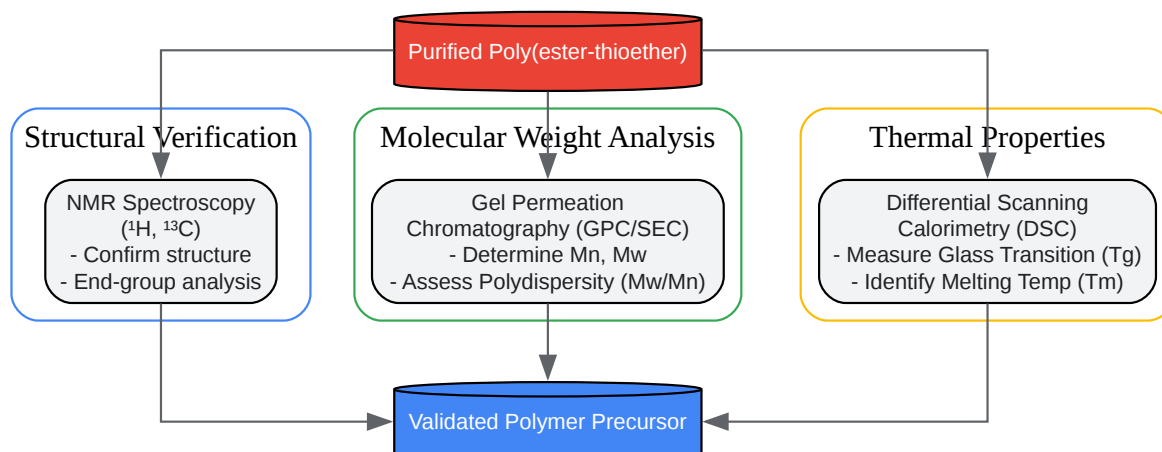 Purified Poly(ester-thioether)
Structural Verification
NMR Spectroscopy
(¹H, ¹³C)
- Confirm structure
- End-group analysis
Molecular Weight Analysis
Gel Permeation
Chromatography (GPC/SEC)
- Determine Mn, Mw
- Assess Polydispersity (Mw/Mn)
Thermal Properties
Differential Scanning
Calorimetry (DSC)
- Measure Glass Transition (Tg)
- Identify Melting Temp (Tm)
Validated Polymer Precursor